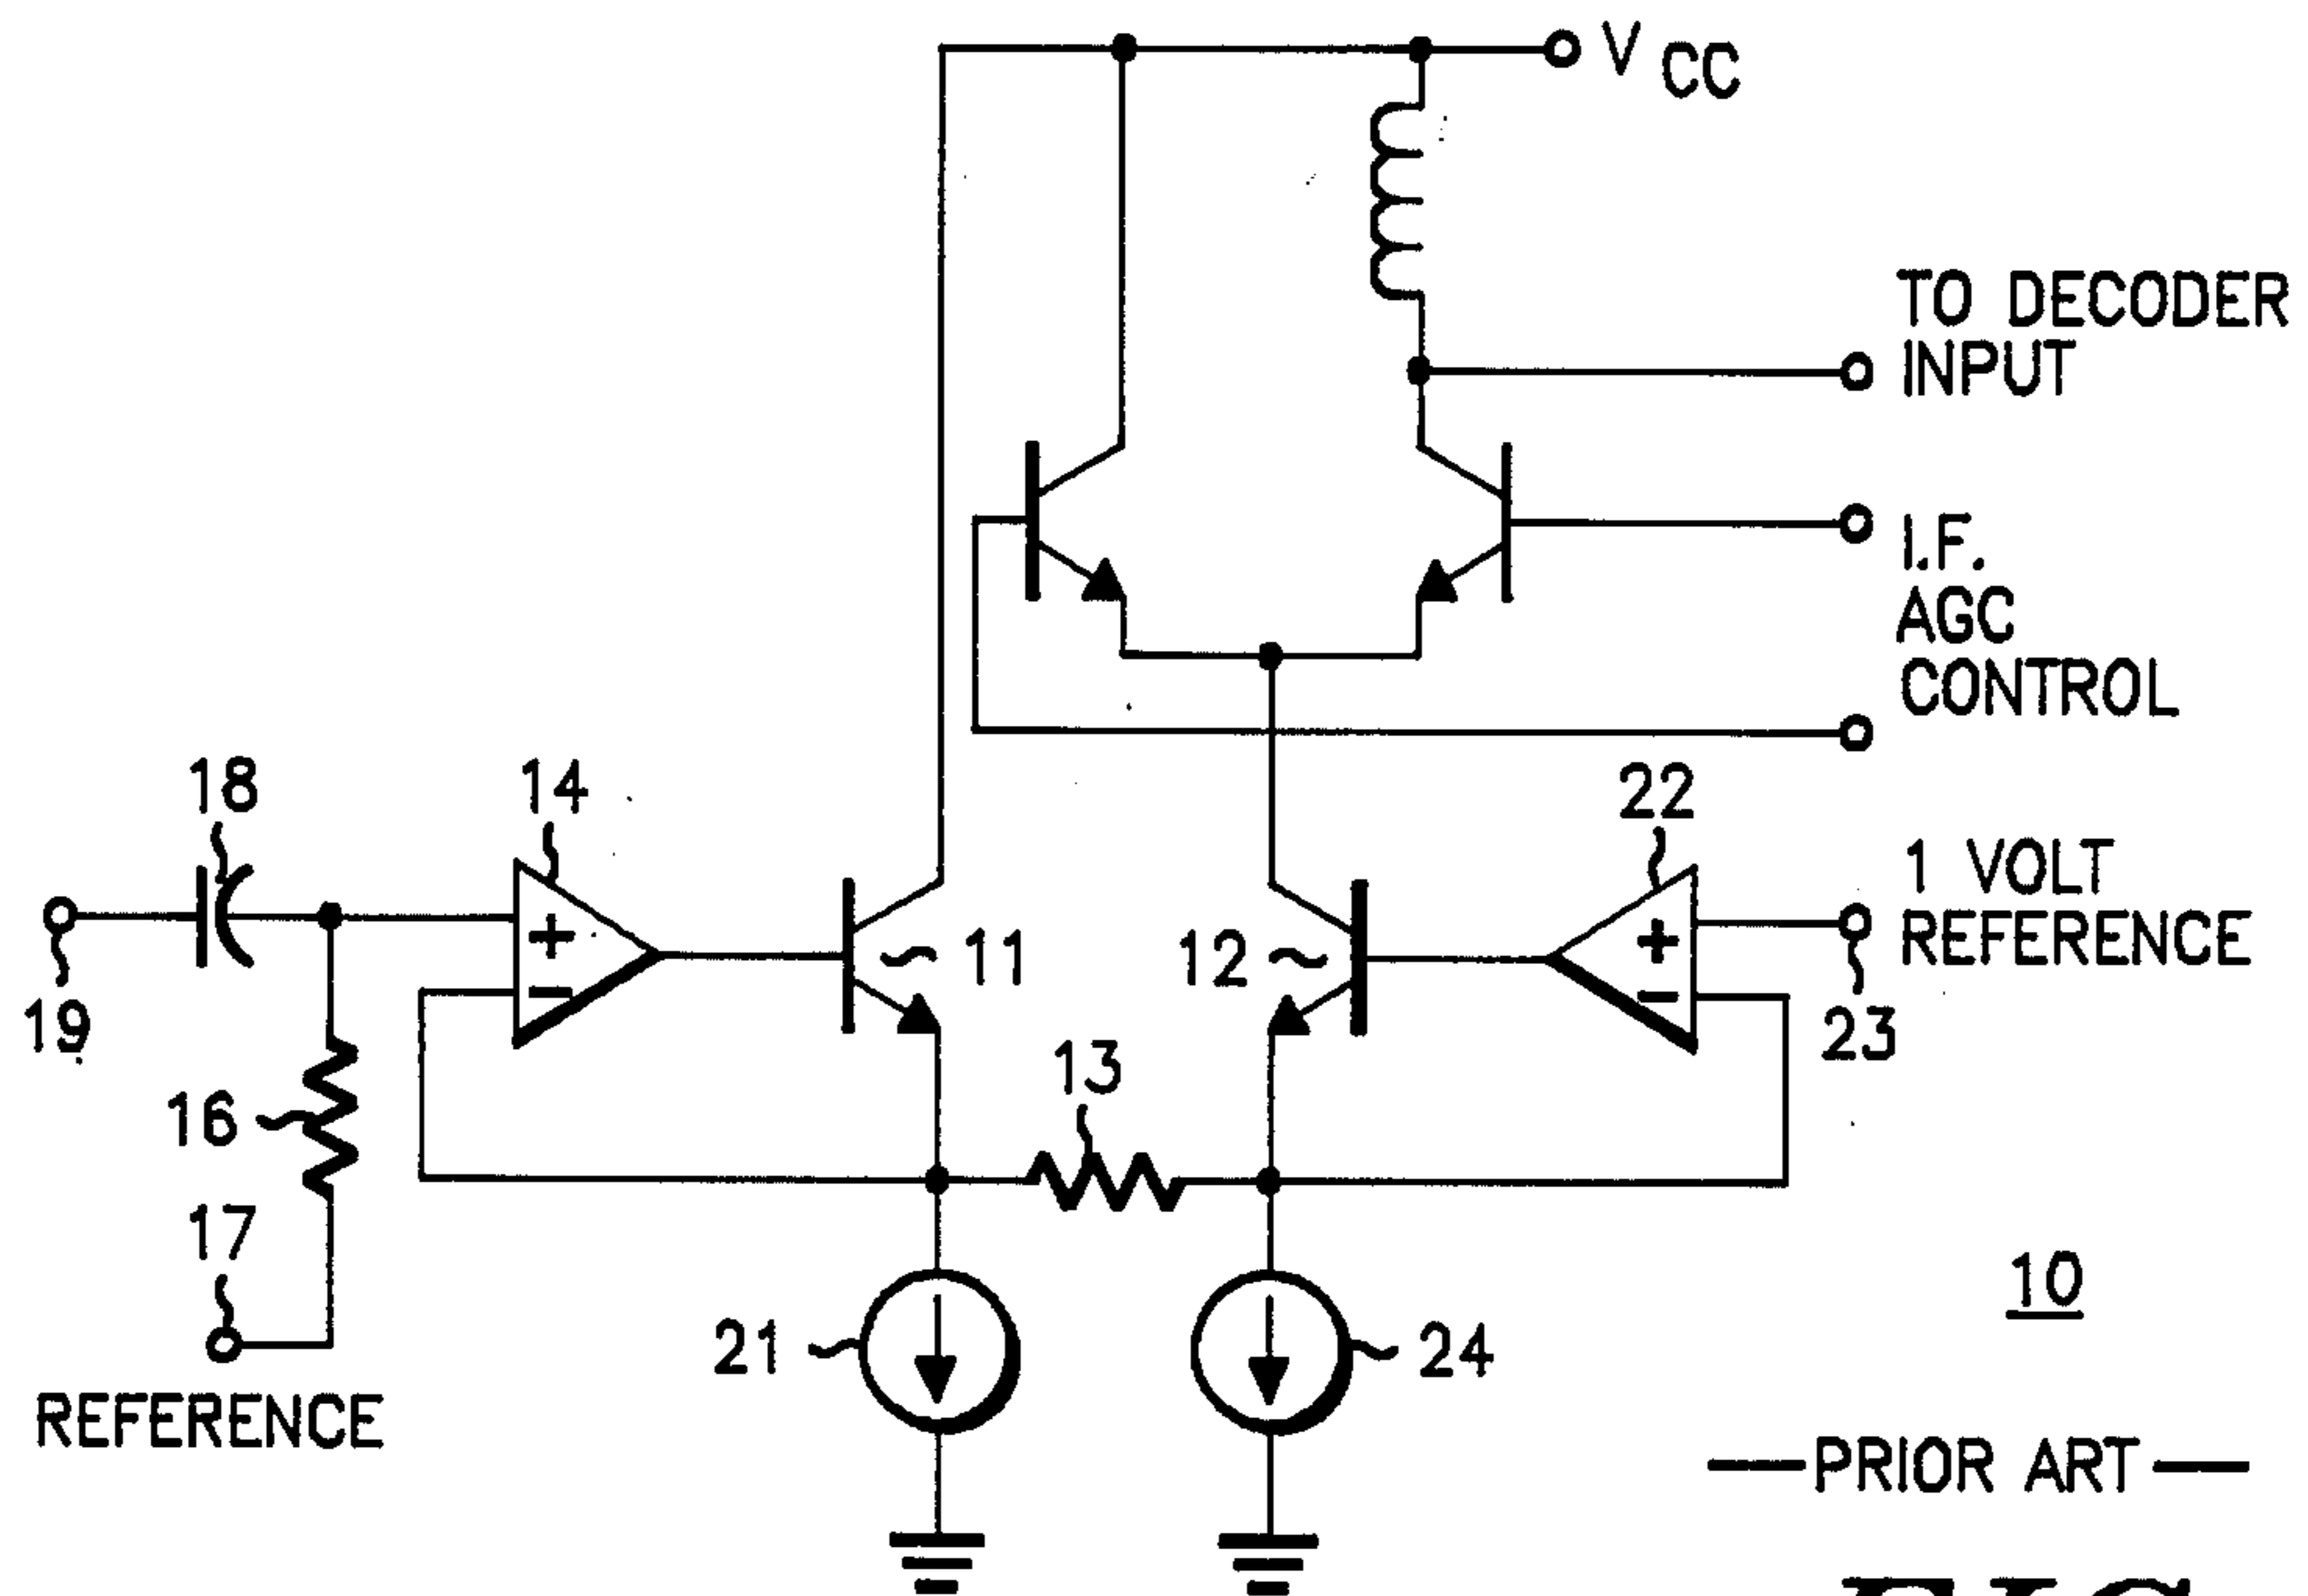 VCC
TO DECODER
INPUT
I.F.
AGC
CONTROL
18
14
22
1 VOLT
REFERENCE
19
11
12
23
13
16
17
21
24
10
REFERENCE
PRIOR ART